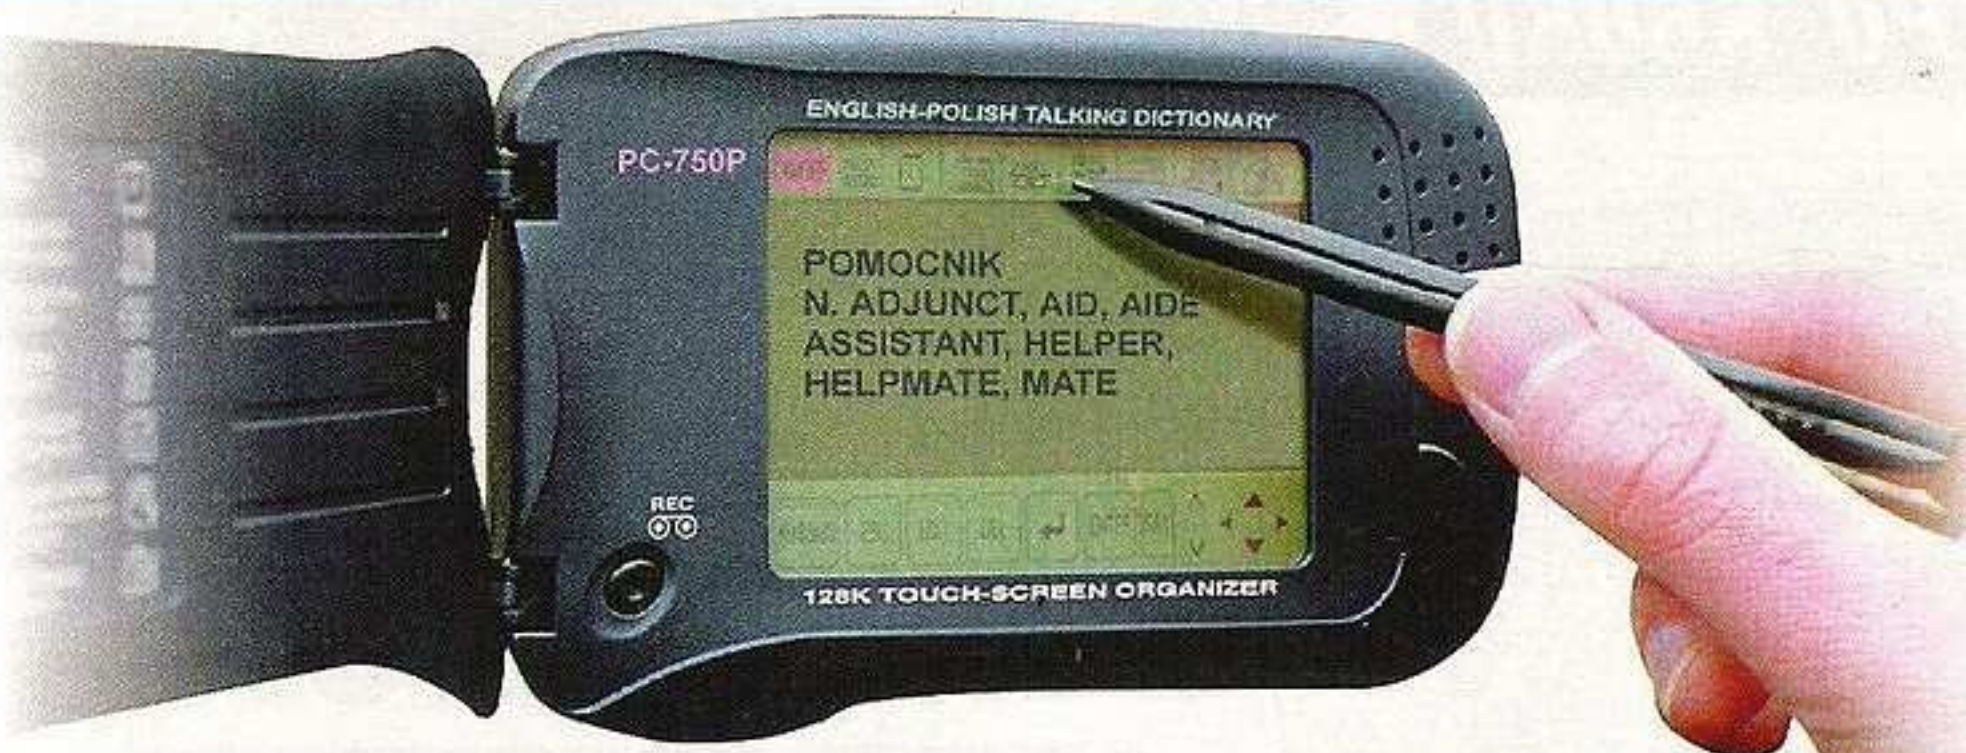 ENGLISH-POLISH TALKING DICTIONARY
PC-750P
POMOCNIK
N. ADJUNCT, AID, AIDE
ASSISTANT, HELPER,
HELPMATE, MATE
REC
128K TOUCH-SCREEN ORGANIZER